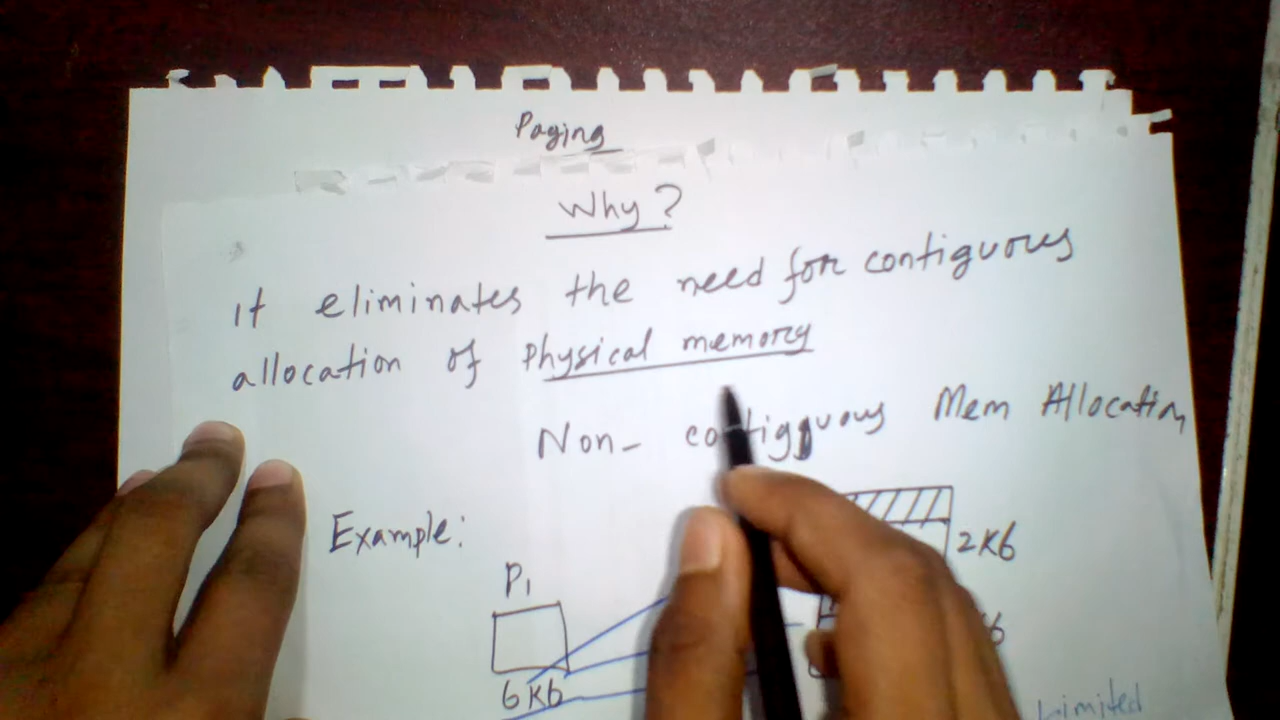 Paging
Why?
it eliminates the need for contiguous
allocation of physical memory
Non- contiguous Mem Allocation
Example:
2Kb
P1
6Kb
Limited